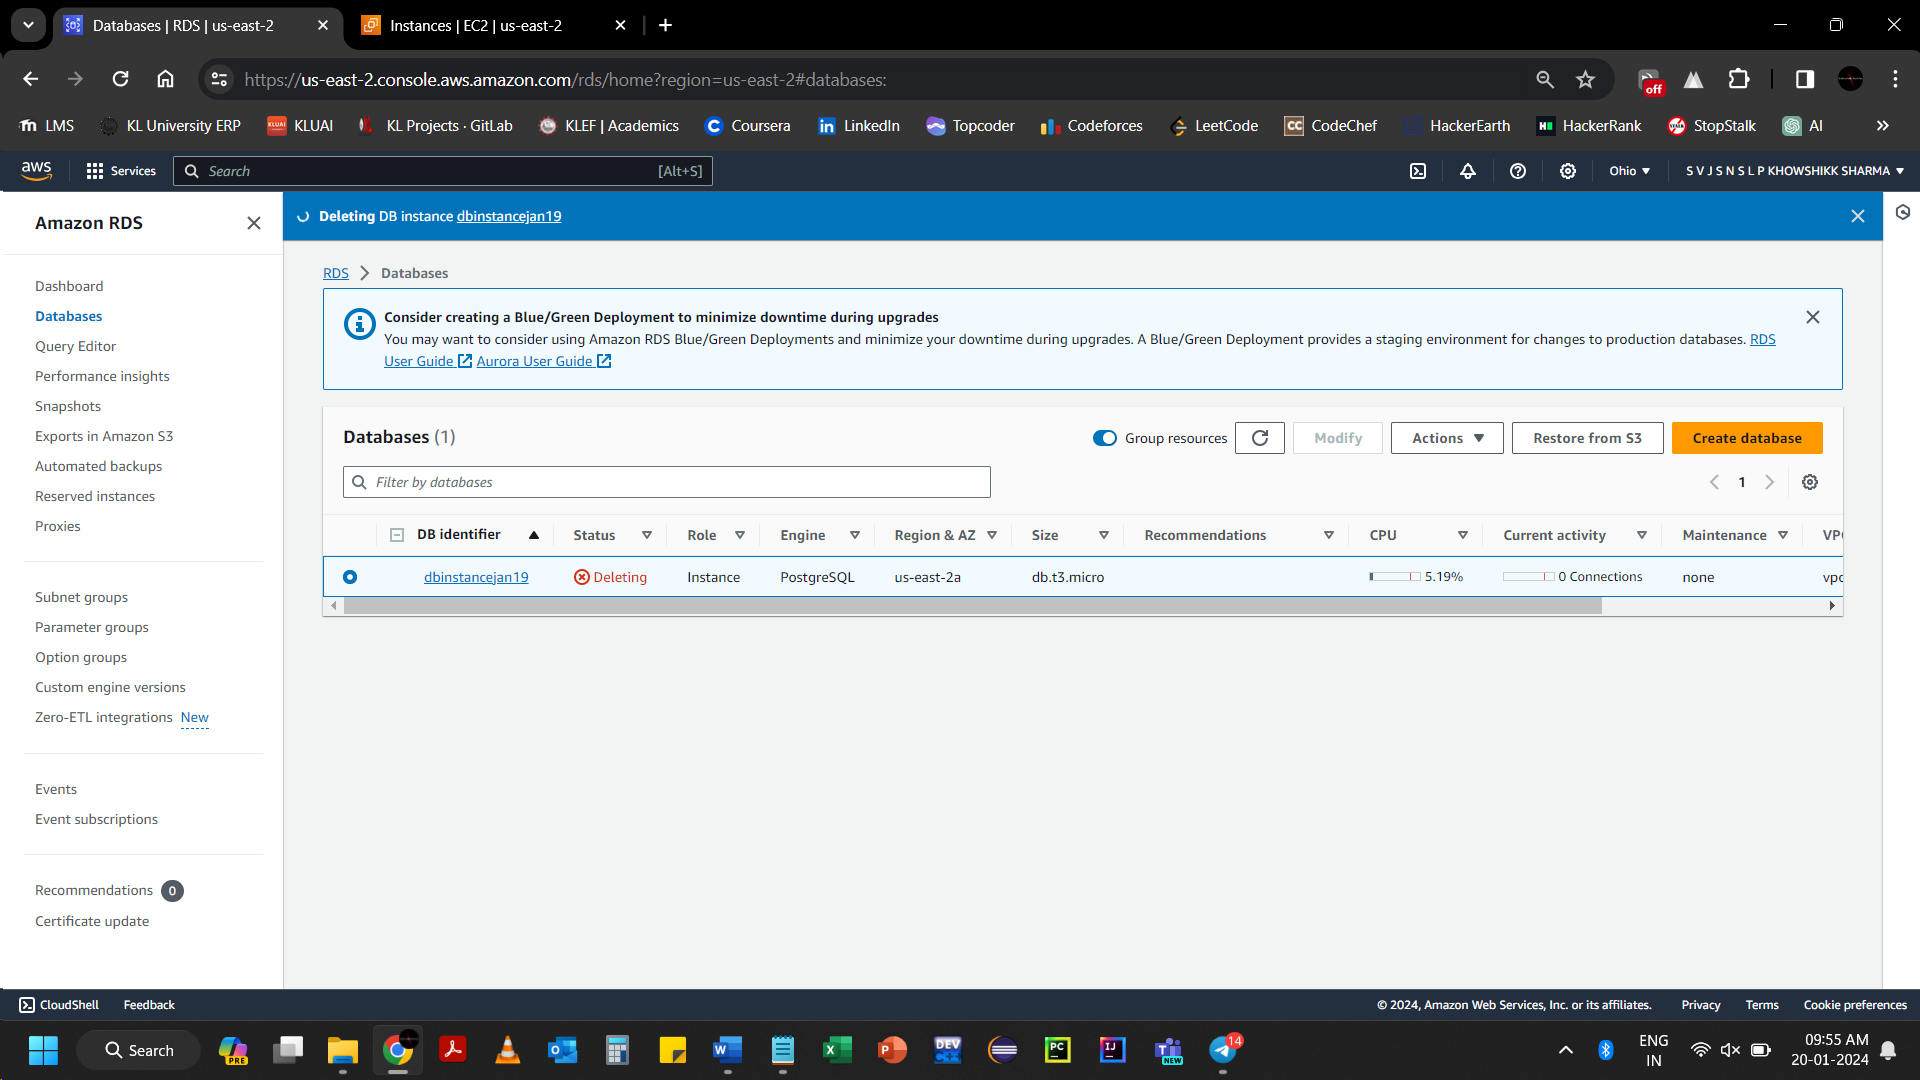 Databases | RDS | us-east-2
Instances | EC2 | us-east-2
https://us-east-2.console.aws.amazon.com/rds/home?region=us-east-2#databases:
off
LMS
KL University ERP
KLUAI
KL Projects · GitLab
KLEF | Academics
Coursera
LinkedIn
Topcoder
Codeforces
LeetCode
CodeChef
HackerEarth
HackerRank
StopStalk
AI
aws
Services
Search
[Alt+S]
Ohio
S V J S N S L P KHOWSHIKK SHARMA
Amazon RDS
Dashboard
Databases
Query Editor
Performance insights
Snapshots
Exports in Amazon S3
Automated backups
Reserved instances
Proxies
Subnet groups
Parameter groups
Option groups
Custom engine versions
Zero-ETL integrations New
Events
Event subscriptions
Recommendations 0
Certificate update
Deleting DB instance dbinstancejan19
RDS > Databases
Consider creating a Blue/Green Deployment to minimize downtime during upgrades
You may want to consider using Amazon RDS Blue/Green Deployments and minimize your downtime during upgrades. A Blue/Green Deployment provides a staging environment for changes to production databases. RDS
User Guide Aurora User Guide
Databases (1)
Group resources
Modify
Actions
Restore from S3
Create database
Filter by databases
1
DB identifier Status Role Engine Region & AZ Size Recommendations CPU Current activity Maintenance VP
dbinstancejan19 Deleting Instance PostgreSQL us-east-2a db.t3.micro 5.19% 0 Connections none vpc
CloudShell Feedback
© 2024, Amazon Web Services, Inc. or its affiliates. Privacy Terms Cookie preferences
Search
PRE
DEV
C++
PC
IJ
NEW
14
ENG
IN
09:55 AM
20-01-2024